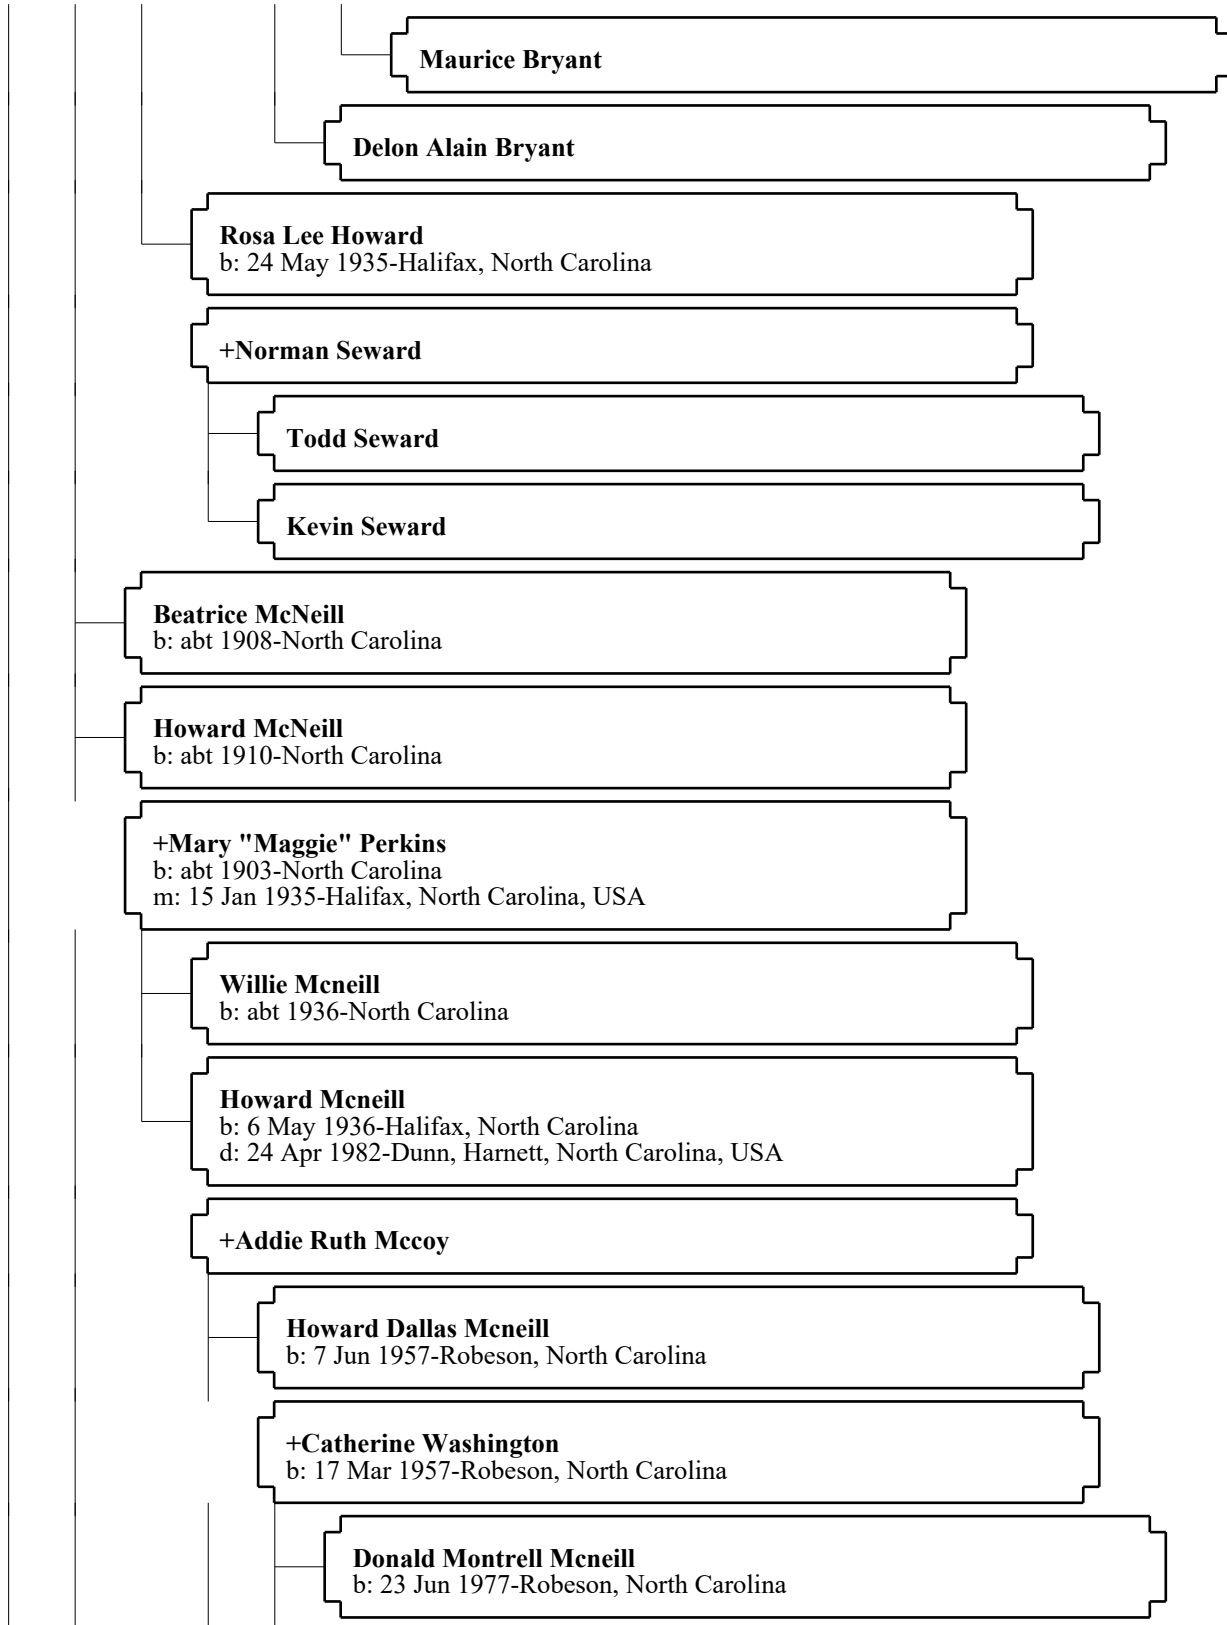 Maurice Bryant
Delon Alain Bryant
Rosa Lee Howard
b: 24 May 1935-Halifax, North Carolina
+Norman Seward
Todd Seward
Kevin Seward
Beatrice McNeill
b: abt 1908-North Carolina
Howard McNeill
b: abt 1910-North Carolina
+Mary "Maggie" Perkins
b: abt 1903-North Carolina
m: 15 Jan 1935-Halifax, North Carolina, USA
Willie Mcneill
b: abt 1936-North Carolina
Howard Mcneill
b: 6 May 1936-Halifax, North Carolina
d: 24 Apr 1982-Dunn, Harnett, North Carolina, USA
+Addie Ruth Mccoy
Howard Dallas Mcneill
b: 7 Jun 1957-Robeson, North Carolina
+Catherine Washington
b: 17 Mar 1957-Robeson, North Carolina
Donald Montrell Mcneill
b: 23 Jun 1977-Robeson, North Carolina